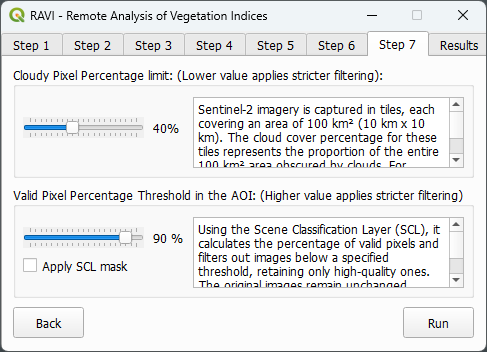 RAVI - Remote Analysis of Vegetation Indices
Step 1 Step 2 Step 3 Step 4 Step 5 Step 6 Step 7 Results
Cloudy Pixel Percentage limit: (Lower value applies stricter filtering):
40%
Sentinel-2 imagery is captured in tiles, each
covering an area of 100 km² (10 km x 10
km). The cloud cover percentage for these
tiles represents the proportion of the entire
100 km² area obscured by clouds. For
Valid Pixel Percentage Threshold in the AOI: (Higher value applies stricter filtering)
90 %
Apply SCL mask
Using the Scene Classification Layer (SCL), it
calculates the percentage of valid pixels and
filters out images below a specified
threshold, retaining only high-quality ones.
The original images remain unchanged
Back Run